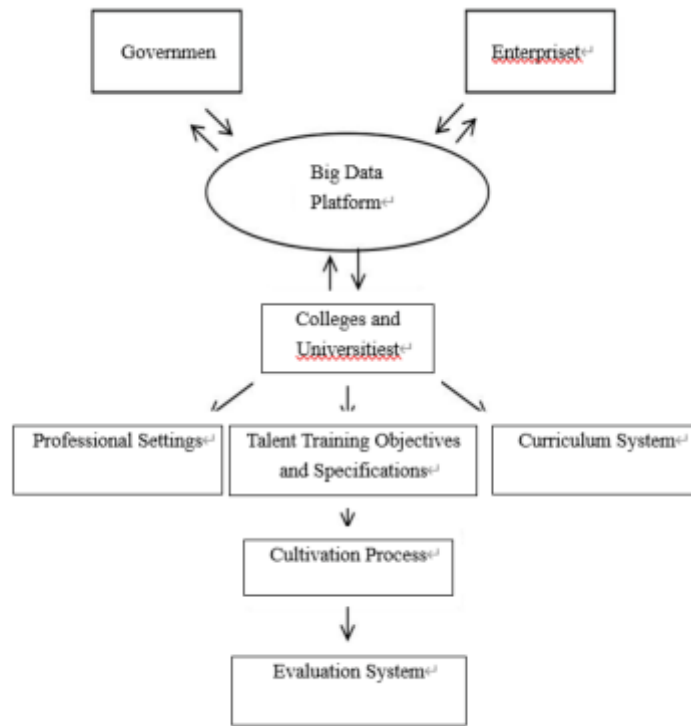 Governmen
Enterpriset↵
Big Data
Platform↵
Colleges and
Universitiest↵
Professional Settings↵
Talent Training Objectives
and Specifications↵
Curriculum System↵
Cultivation Process↵
Evaluation System↵